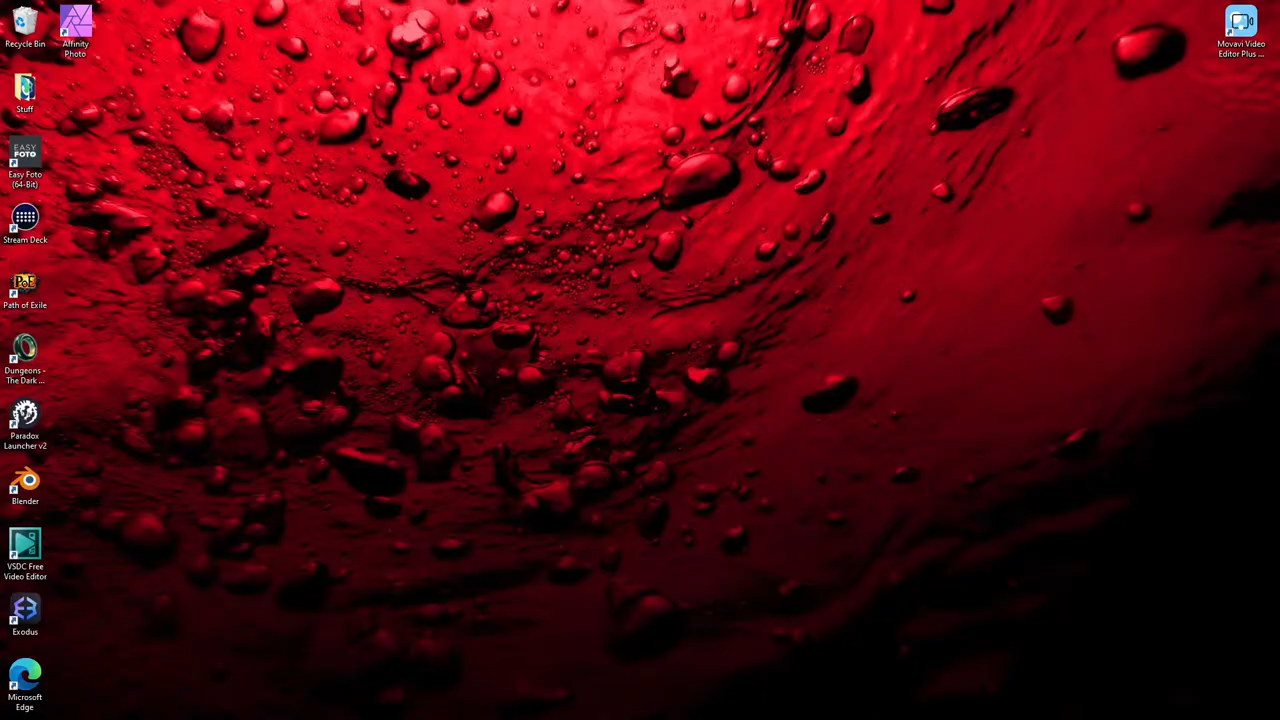 Recycle Bin
Affinity
Photo
Stuff
EASY
FOTO
Easy Foto
(64-Bit)
Stream Deck
PoE
Path of Exile
Dungeons -
The Dark ...
Paradox
Launcher v2
Blender
VSDC Free
Video Editor
Exodus
Microsoft
Edge
Movavi Video
Editor Plus ...